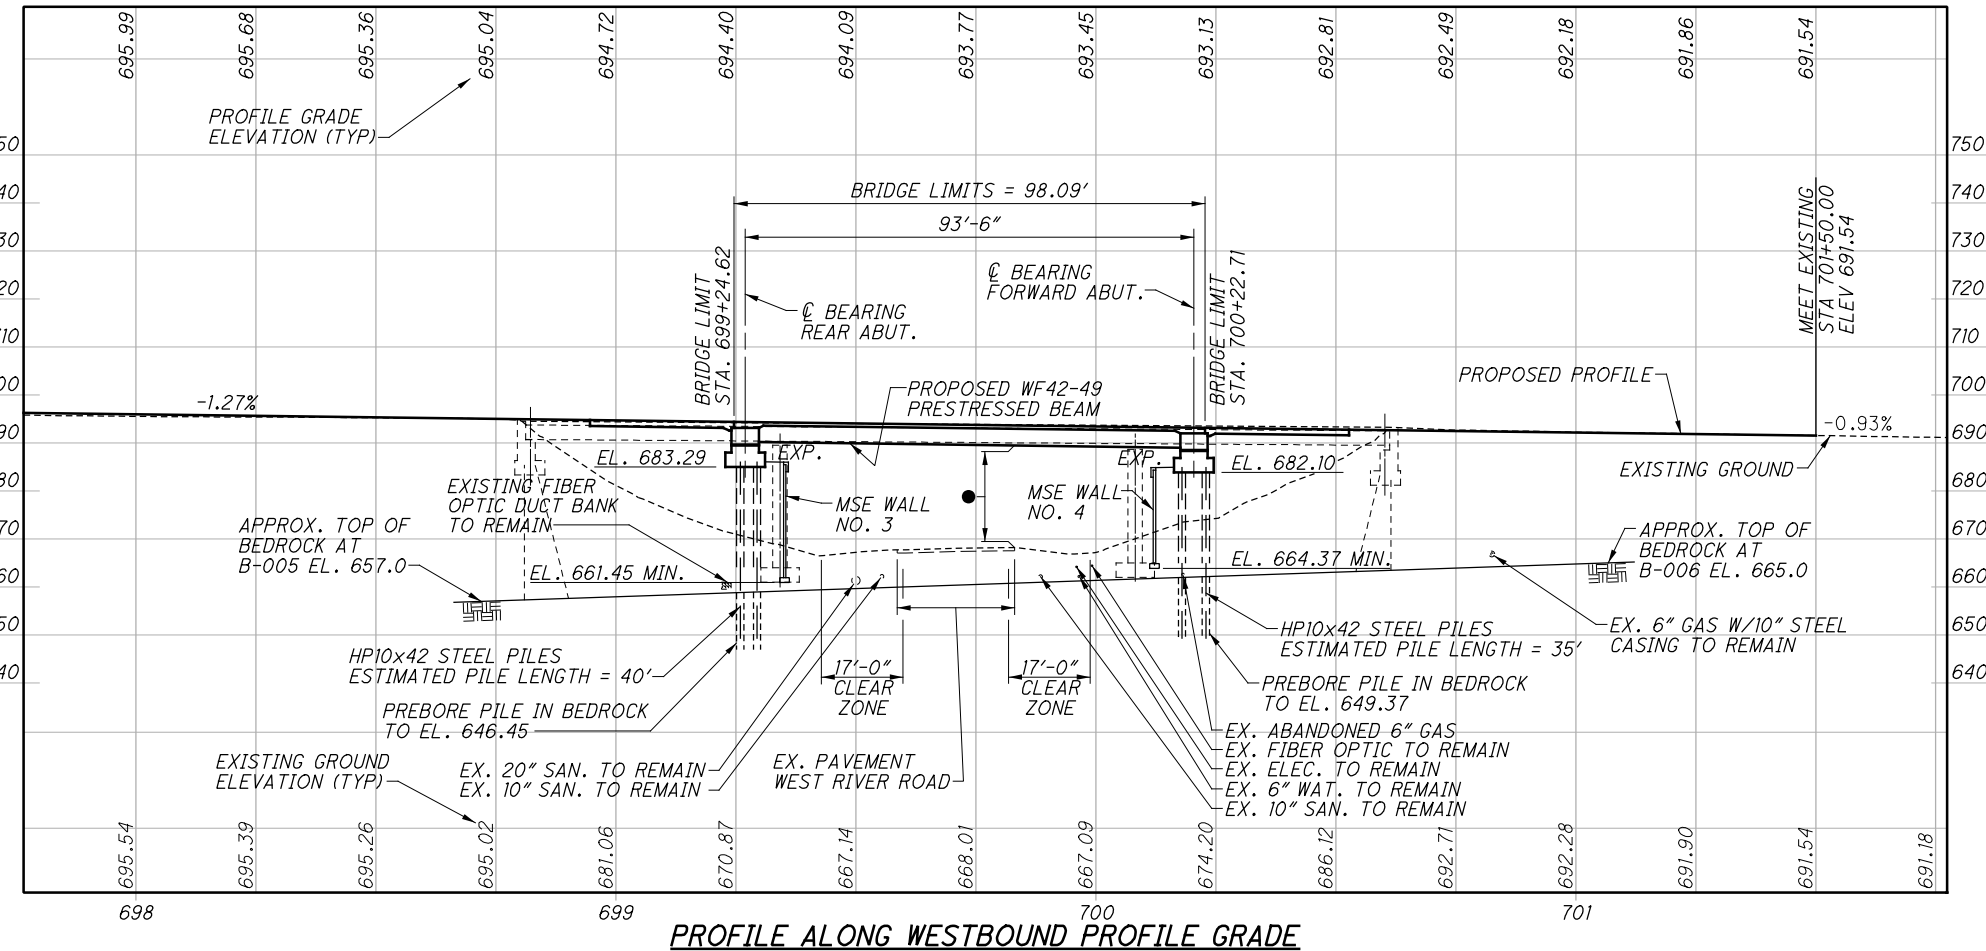 695.99 695.68 695.36 695.04 694.72 694.40 694.09 693.77 693.45 693.13 692.81 692.49 692.18 691.86 691.54
PROFILE GRADE
ELEVATION (TYP)
50 750
40 740
30 730
20 720
10 710
00 700
90 690
80 680
70 670
60 660
50 650
40 640
BRIDGE LIMITS = 98.09'
93'-6"
BRIDGE LIMIT
STA. 699+24.62
℄ BEARING
REAR ABUT.
℄ BEARING
FORWARD ABUT.
BRIDGE LIMIT
STA. 700+22.71
MEET EXISTING
STA 701+50.00
ELEV 691.54
-1.27%
PROPOSED WF42-49
PRESTRESSED BEAM
PROPOSED PROFILE
-0.93%
EL. 683.29
EXP.
EXP.
EL. 682.10
EXISTING GROUND
EXISTING FIBER
OPTIC DUCT BANK
TO REMAIN
MSE WALL
NO. 3
MSE WALL
NO. 4
APPROX. TOP OF
BEDROCK AT
B-005 EL. 657.0
APPROX. TOP OF
BEDROCK AT
B-006 EL. 665.0
EL. 661.45 MIN.
EL. 664.37 MIN.
HP10x42 STEEL PILES
ESTIMATED PILE LENGTH = 40'
17'-0"
CLEAR
ZONE
17'-0"
CLEAR
ZONE
HP10x42 STEEL PILES
ESTIMATED PILE LENGTH = 35'
EX. 6" GAS W/10" STEEL
CASING TO REMAIN
PREBORE PILE IN BEDROCK
TO EL. 646.45
PREBORE PILE IN BEDROCK
TO EL. 649.37
EXISTING GROUND
ELEVATION (TYP)
EX. 20" SAN. TO REMAIN
EX. 10" SAN. TO REMAIN
EX. PAVEMENT
WEST RIVER ROAD
EX. ABANDONED 6" GAS
EX. FIBER OPTIC TO REMAIN
EX. ELEC. TO REMAIN
EX. 6" WAT. TO REMAIN
EX. 10" SAN. TO REMAIN
695.54 695.39 695.26 695.02 681.06 670.87 667.14 668.01 667.09 674.20 686.12 692.71 692.28 691.90 691.54 691.18
698 699 700 701
PROFILE ALONG WESTBOUND PROFILE GRADE